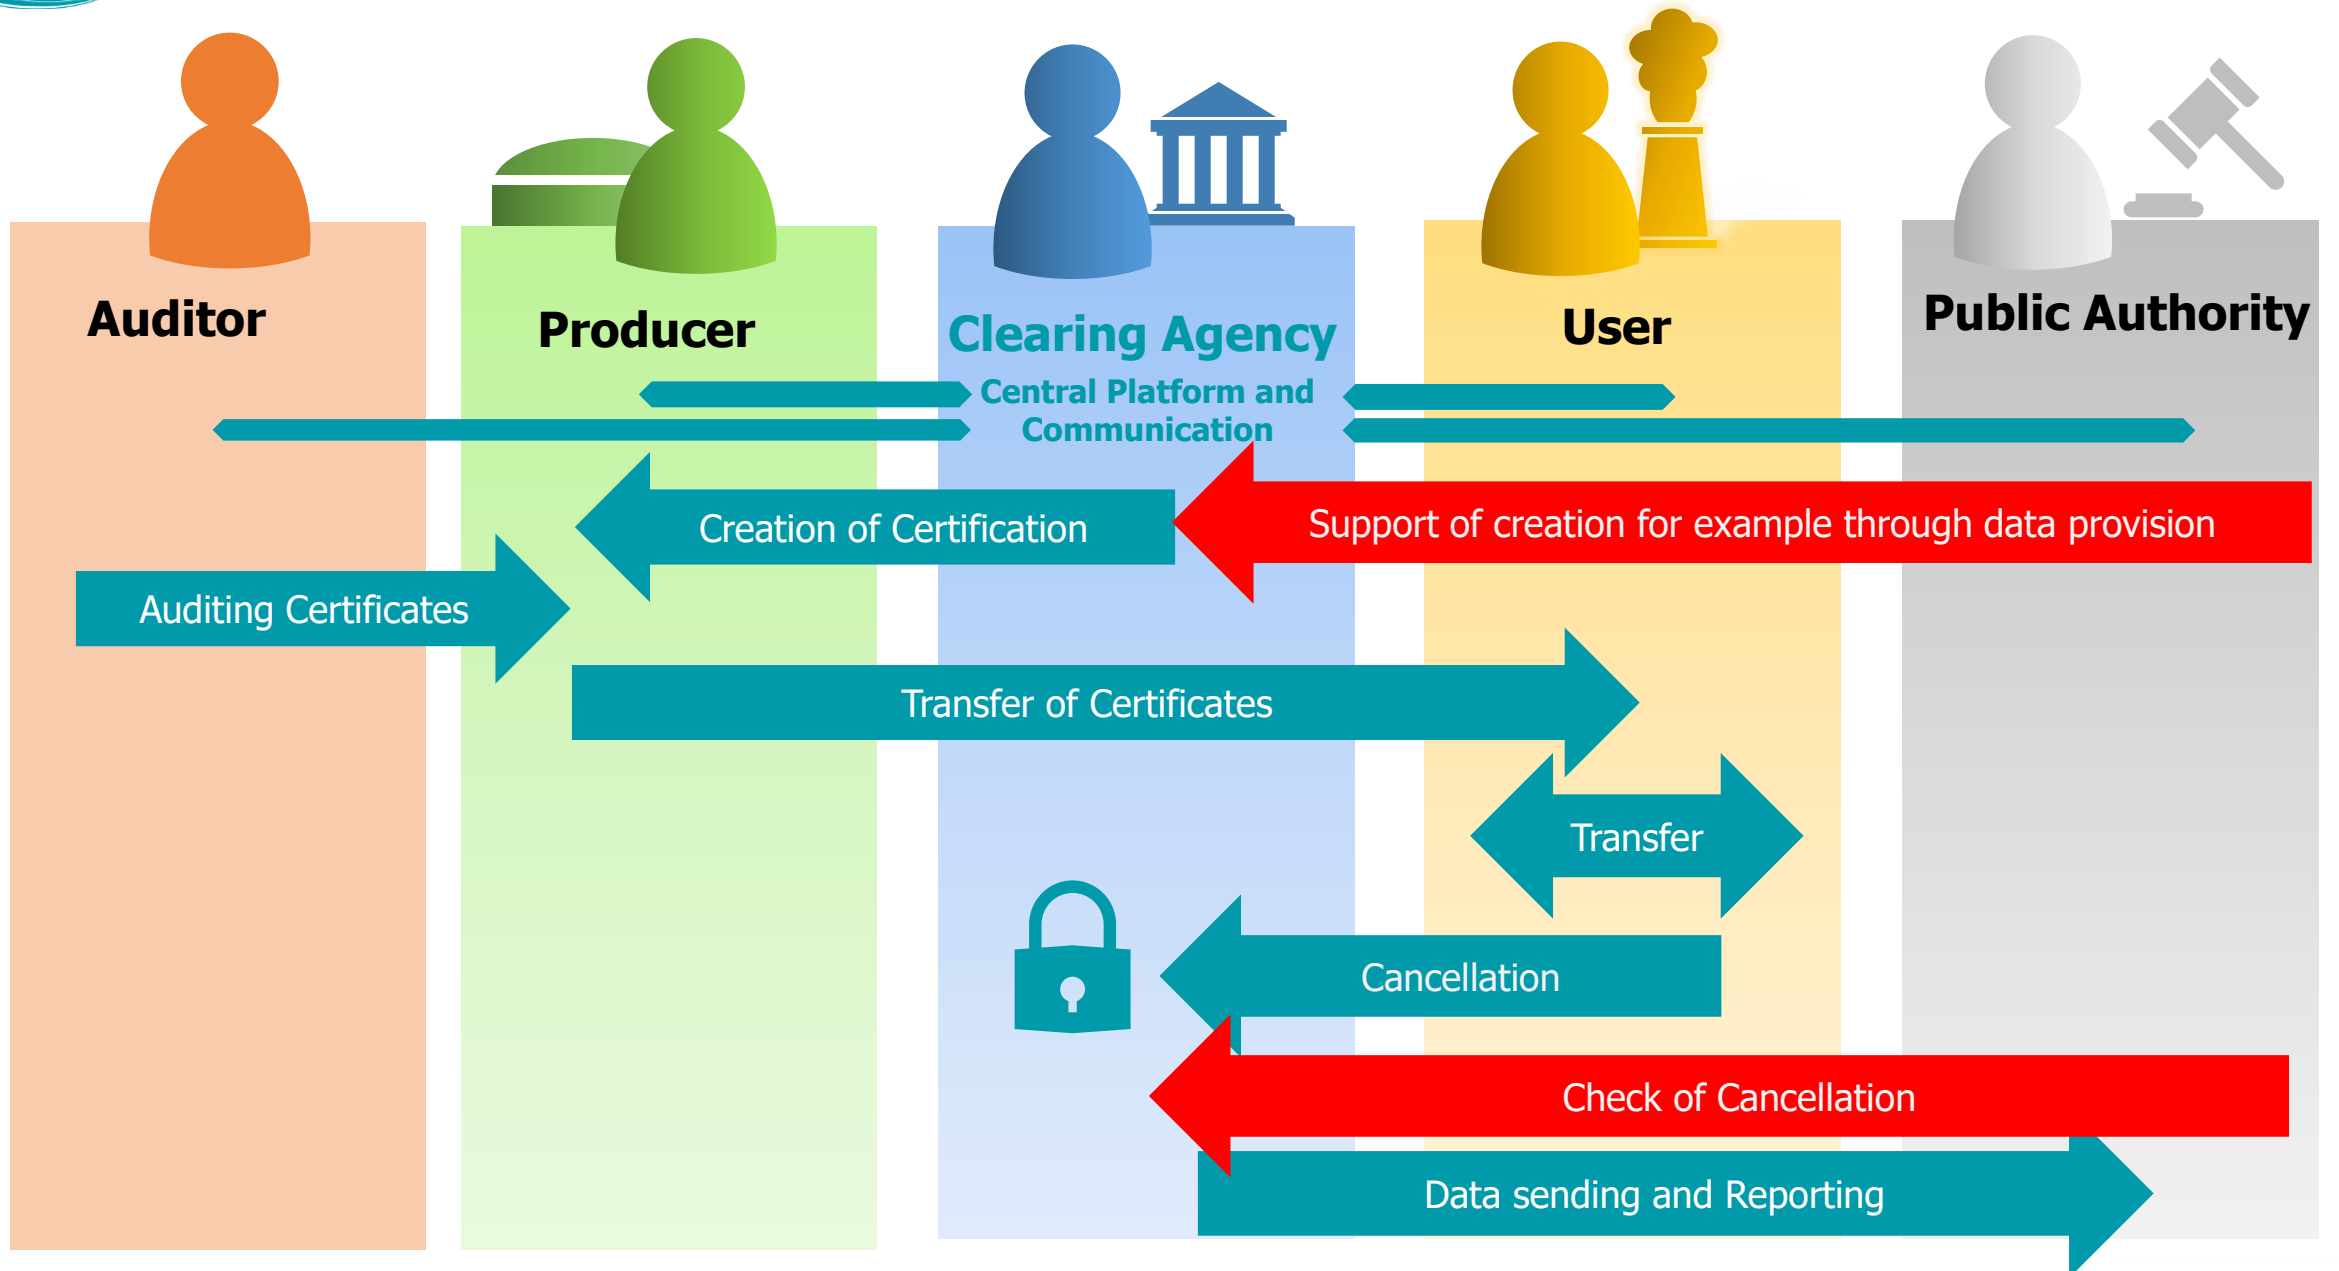 Auditor
Producer
Clearing Agency
User
Public Authority
Central Platform and
Communication
Creation of Certification
Support of creation for example through data provision
Auditing Certificates
Transfer of Certificates
Transfer
Cancellation
Check of Cancellation
Data sending and Reporting